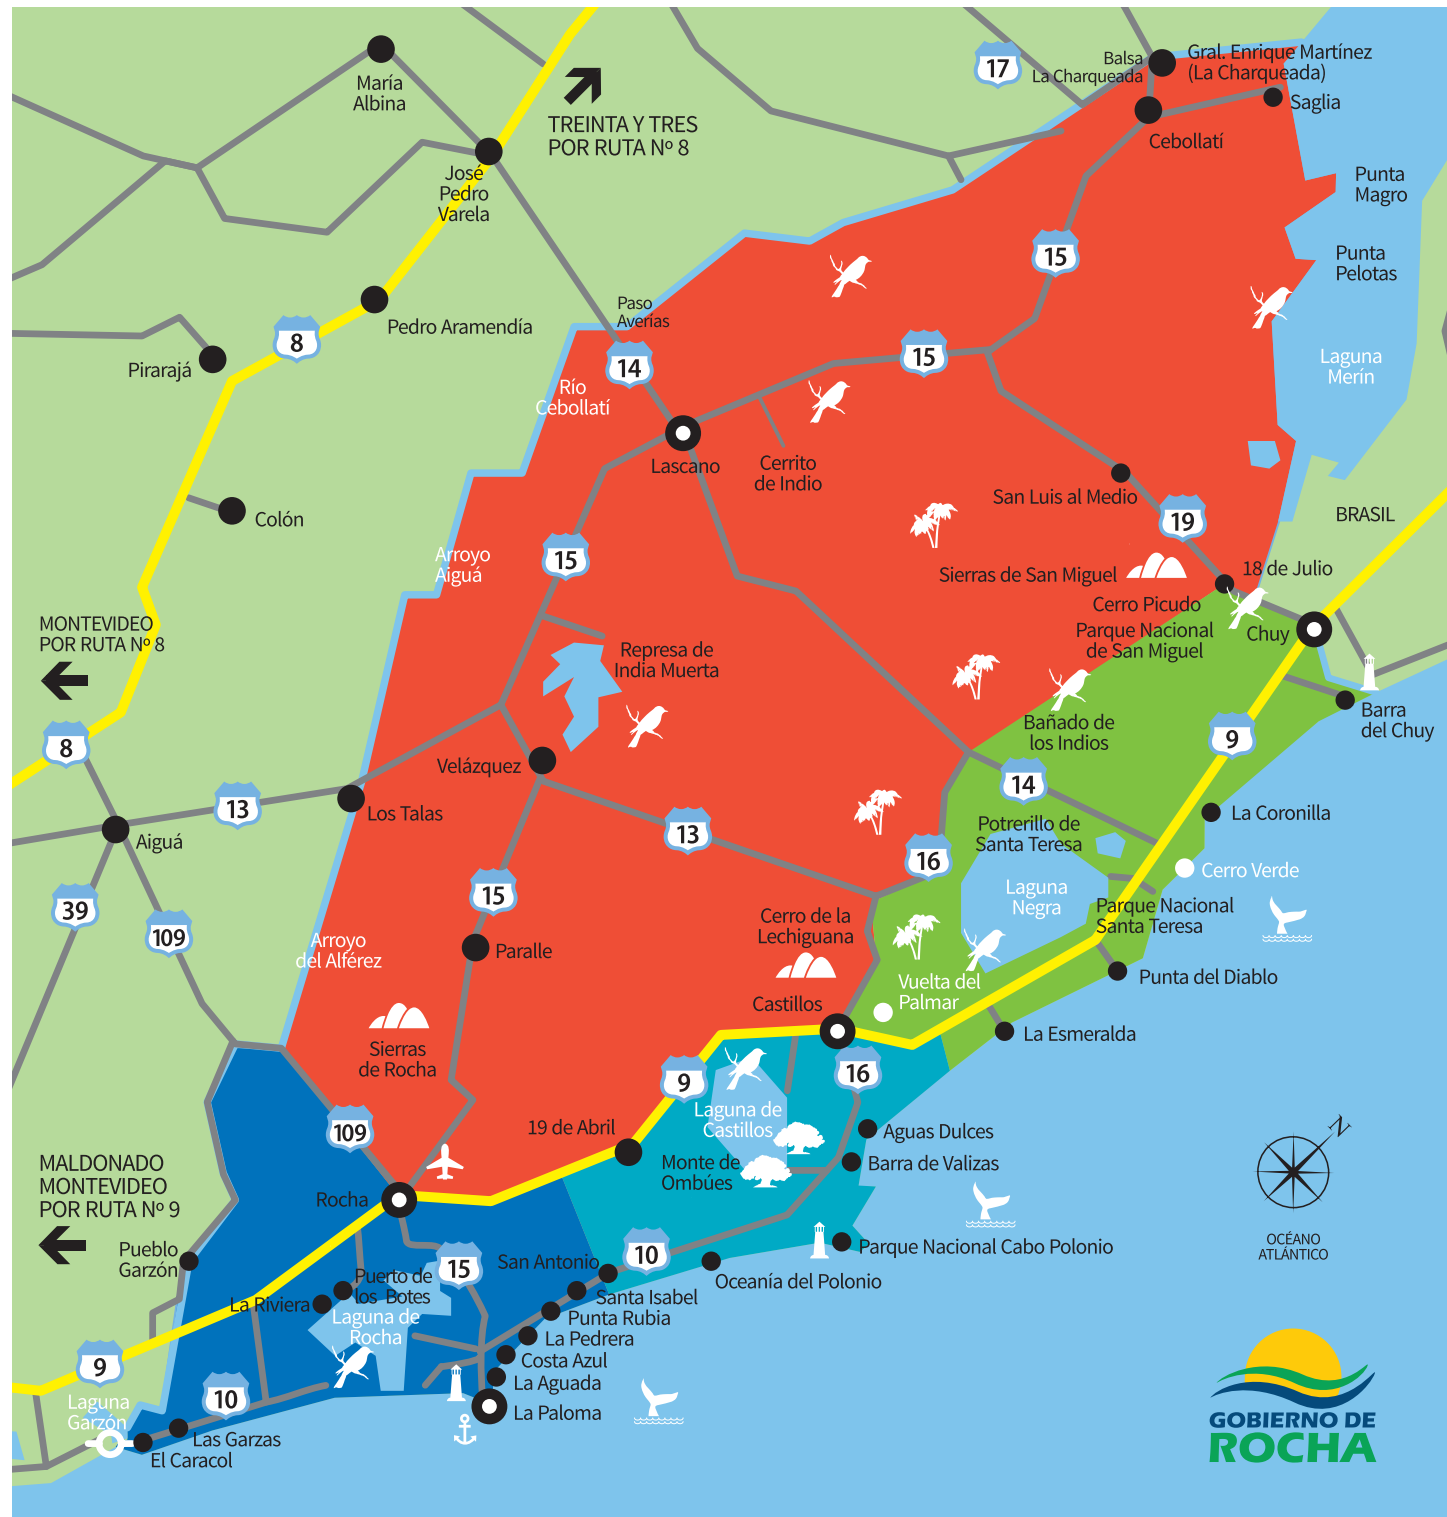 María
Albina
TREINTA Y TRES
POR RUTA Nº 8
17
Balsa
La Charqueada
Gral. Enrique Martínez
(La Charqueada)
Saglia
Cebollatí
José
Pedro
Varela
Punta
Magro
15
Punta
Pelotas
Paso
Averías
Pedro Aramendía
8
Pirarajá
14
15
Laguna
Merín
Río
Cebollatí
Lascano
Cerrito
de Indio
San Luis al Medio
19
BRASIL
Colón
Arroyo
Aiguá
15
Sierras de San Miguel
18 de Julio
Cerro Picudo
Parque Nacional
de San Miguel
Chuy
MONTEVIDEO
POR RUTA Nº 8
Represa de
India Muerta
Barra
del Chuy
Bañado de
los Indios
9
8
Velázquez
14
13
Los Talas
13
La Coronilla
Potrerillo de
Santa Teresa
Aiguá
16
Cerro Verde
15
Laguna
Negra
39
109
Cerro de la
Lechiguana
Parque Nacional
Santa Teresa
Arroyo
del Alférez
Paralle
Vuelta del
Palmar
Punta del Diablo
Castillos
La Esmeralda
Sierras
de Rocha
9
16
Laguna de
Castillos
109
19 de Abril
Aguas Dulces
Monte de
Ombúes
Barra de Valizas
N
MALDONADO
MONTEVIDEO
POR RUTA Nº 9
Rocha
OCÉANO
ATLÁNTICO
Pueblo
Garzón
San Antonio
10
Parque Nacional Cabo Polonio
15
Puerto de
los Botes
Oceanía del Polonio
La Riviera
Santa Isabel
Laguna de
Rocha
Punta Rubia
La Pedrera
9
Costa Azul
10
La Aguada
Laguna
Garzón
La Paloma
Las Garzas
El Caracol
GOBIERNO DE
ROCHA